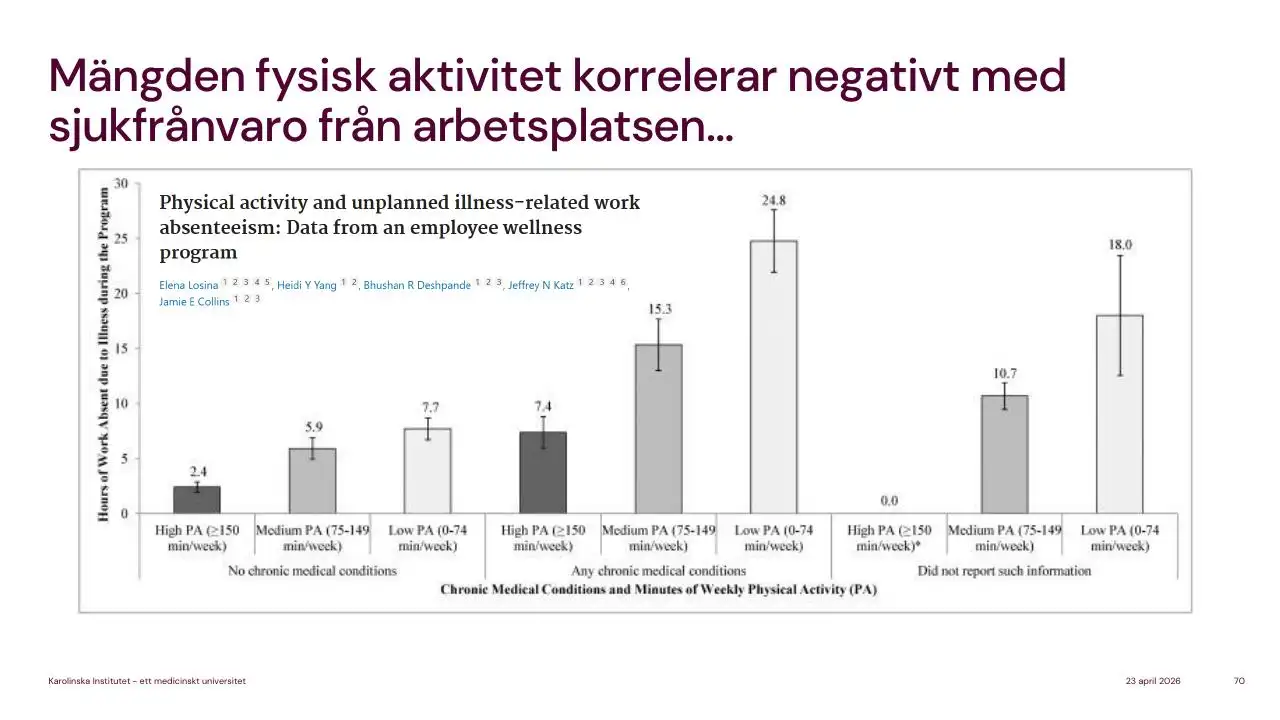 Mängden fysisk aktivitet korrelerar negativt med
sjukfrånvaro från arbetsplatsen...
Physical activity and unplanned illness-related work
absenteeism: Data from an employee wellness
program
Elena Losina 1 2 3 4 5, Heidi Y Yang 1 2, Bhushan R Deshpande 1 2 3, Jeffrey N Katz 1 2 3 4 6,
Jamie E Collins 1 2 3
Hours of Work Absent due to Illness during the Program
30
25
20
15
10
5
0
2.4
5.9
7.7
7.4
15.3
24.8
0.0
10.7
18.0
High PA (≥150 min/week)
Medium PA (75-149 min/week)
Low PA (0-74 min/week)
High PA (≥150 min/week)
Medium PA (75-149 min/week)
Low PA (0-74 min/week)
High PA (≥150 min/week)*
Medium PA (75-149 min/week)
Low PA (0-74 min/week)
No chronic medical conditions
Any chronic medical conditions
Did not report such information
Chronic Medical Conditions and Minutes of Weekly Physical Activity (PA)
Karolinska Institutet - ett medicinskt universitet
23 april 2026
70